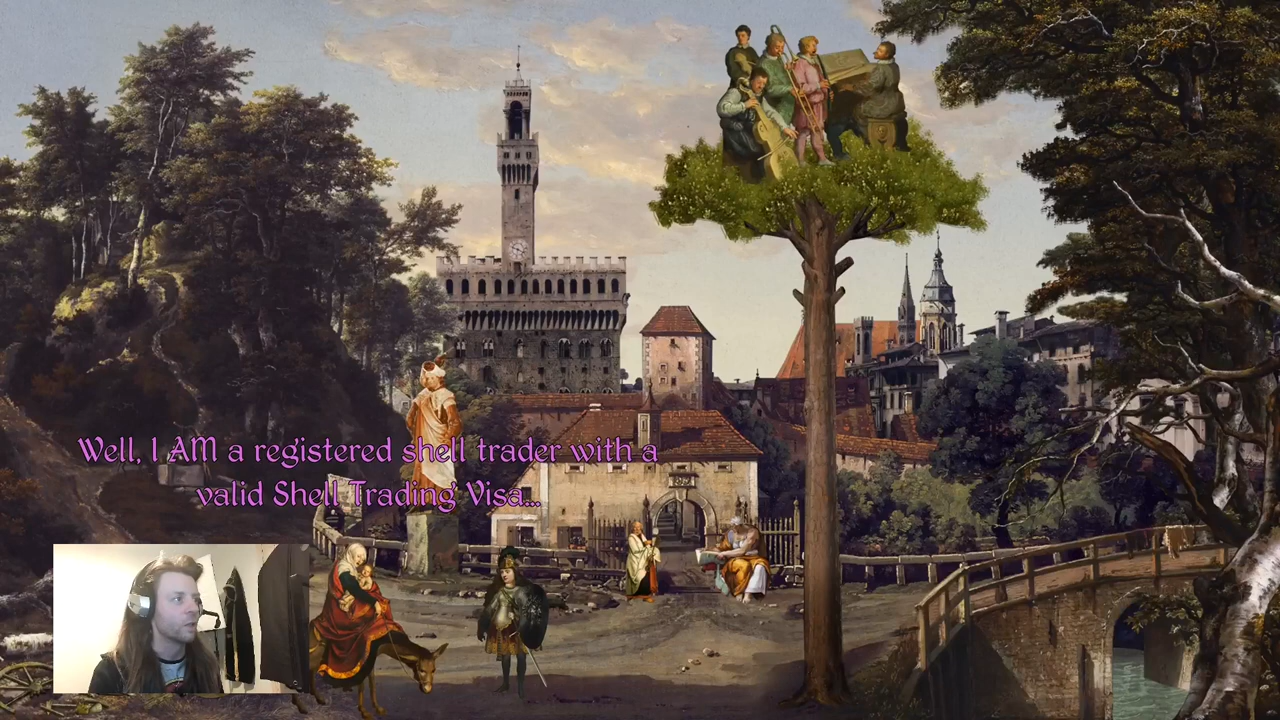 Well, I AM a registered shell trader with a
valid Shell Trading Visa...